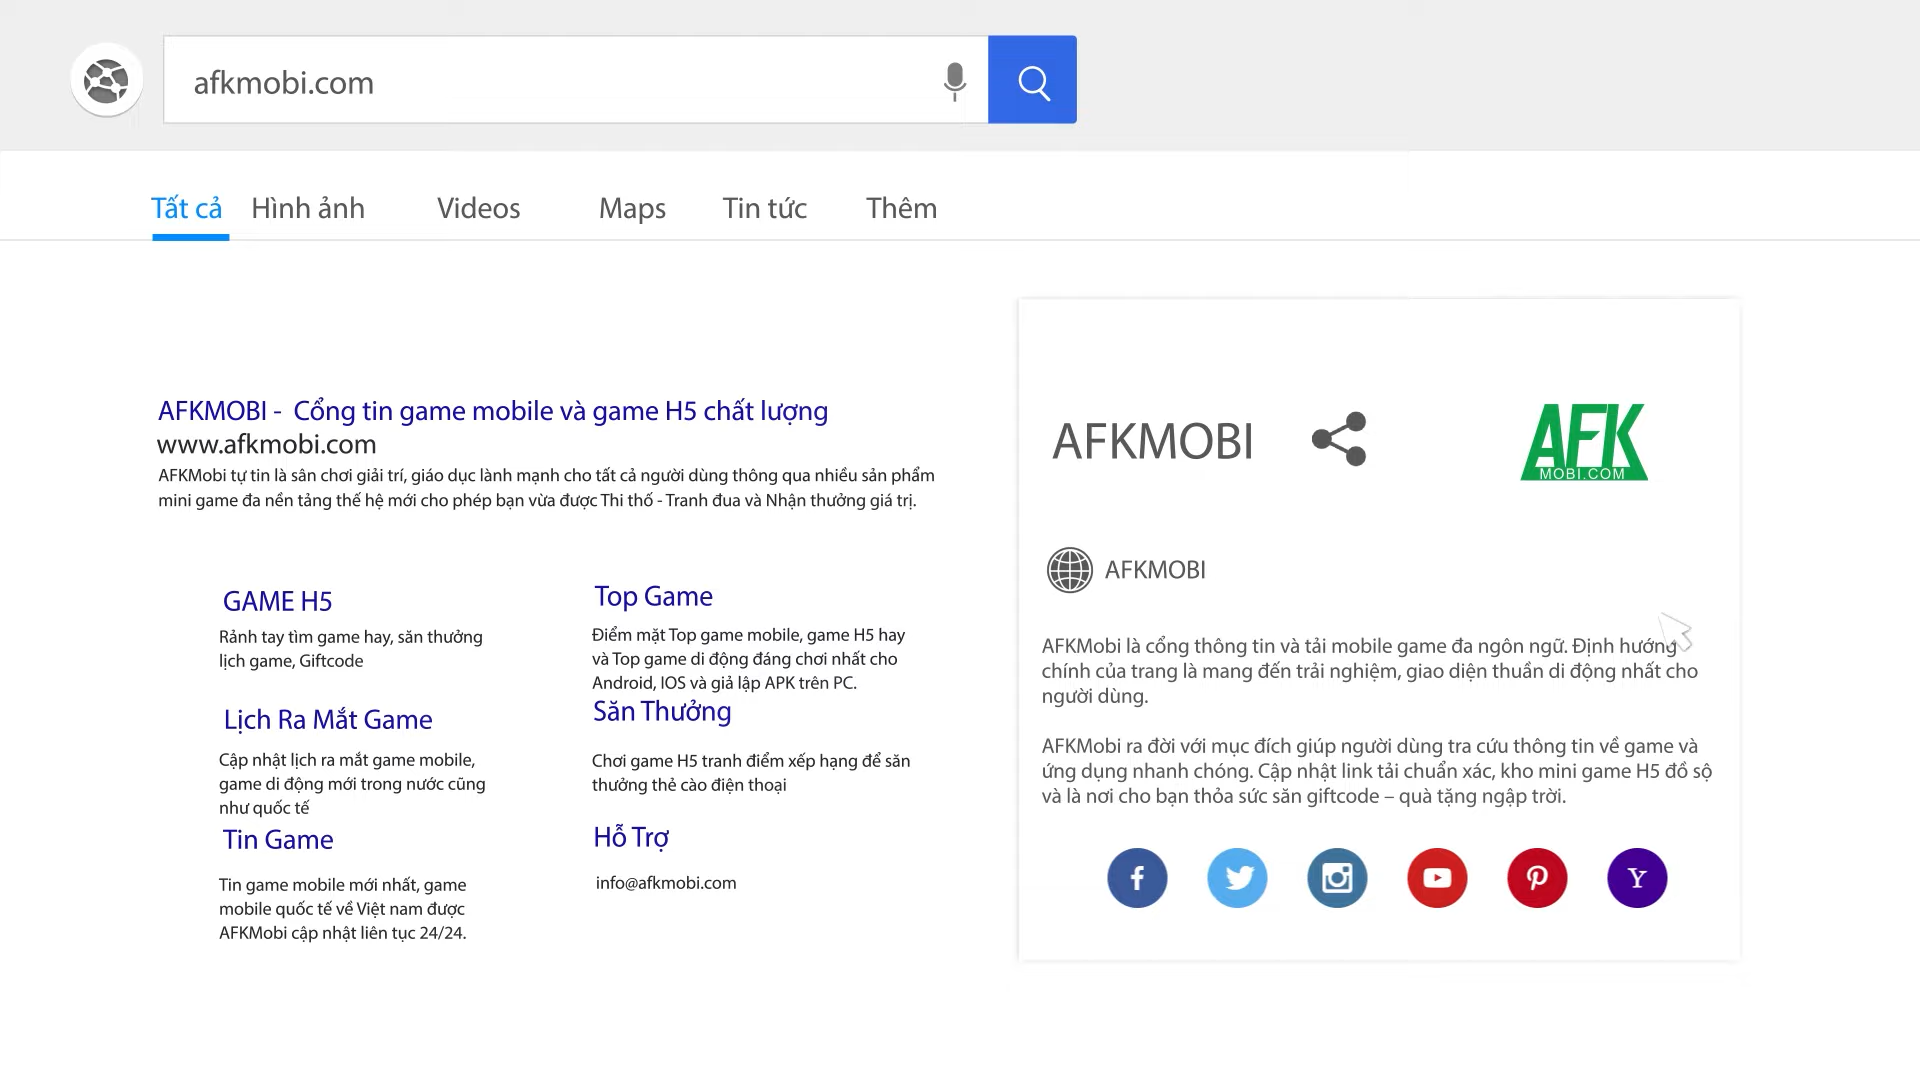 afkmobi.com
Tất cả Hình ảnh Videos Maps Tin tức Thêm
AFKMOBI - Cổng tin game mobile và game H5 chất lượng
www.afkmobi.com
AFKMobi tự tin là sân chơi giải trí, giáo dục lành mạnh cho tất cả người dùng thông qua nhiều sản phẩm
mini game đa nền tảng thế hệ mới cho phép bạn vừa được Thi thố - Tranh đua và Nhận thưởng giá trị.
GAME H5
Rảnh tay tìm game hay, săn thưởng
lịch game, Giftcode
Lịch Ra Mắt Game
Cập nhật lịch ra mắt game mobile,
game di động mới trong nước cũng
như quốc tế
Tin Game
Tin game mobile mới nhất, game
mobile quốc tế về Việt nam được
AFKMobi cập nhật liên tục 24/24.
Top Game
Điểm mặt Top game mobile, game H5 hay
và Top game di động đáng chơi nhất cho
Android, IOS và giả lập APK trên PC.
Săn Thưởng
Chơi game H5 tranh điểm xếp hạng để săn
thưởng thẻ cào điện thoại
Hỗ Trợ
info@afkmobi.com
AFKMOBI
AFK
MOBI.COM
AFKMOBI
AFKMobi là cổng thông tin và tải mobile game đa ngôn ngữ. Định hướng
chính của trang là mang đến trải nghiệm, giao diện thuần di động nhất cho
người dùng.
AFKMobi ra đời với mục đích giúp người dùng tra cứu thông tin về game và
ứng dụng nhanh chóng. Cập nhật link tải chuẩn xác, kho mini game H5 đồ sộ
và là nơi cho bạn thỏa sức săn giftcode – quà tặng ngập trời.